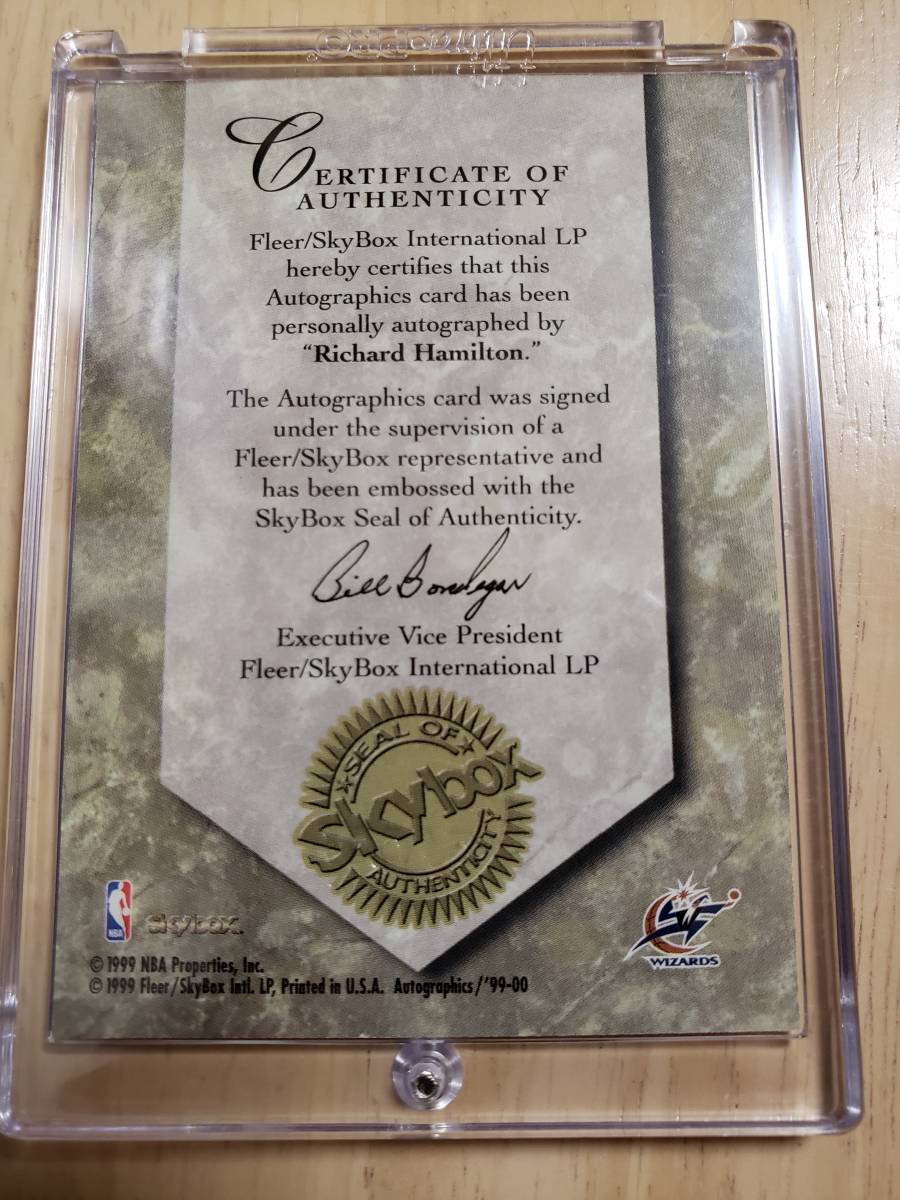 CERTIFICATE OF
AUTHENTICITY
Fleer/SkyBox International LP
hereby certifies that this
Autographics card has been
personally autographed by
“Richard Hamilton.”
The Autographics card was signed
under the supervision of a
Fleer/SkyBox representative and
has been embossed with the
SkyBox Seal of Authenticity.
Executive Vice President
Fleer/SkyBox International LP
SEAL OF
Skybox
AUTHENTICITY
NBA skybox
WIZARDS
© 1999 NBA Properties, Inc.
© 1999 Fleer/SkyBox Intl. LP, Printed in U.S.A. Autographics/'99-00